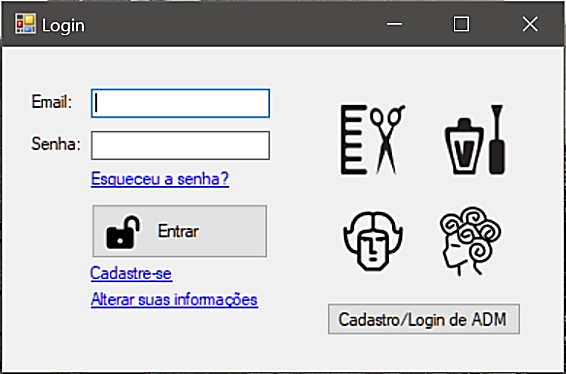 Login
Email:
Senha:
Esqueceu a senha?
Entrar
Cadastre-se
Alterar suas informações
V
Cadastro/Login de ADM